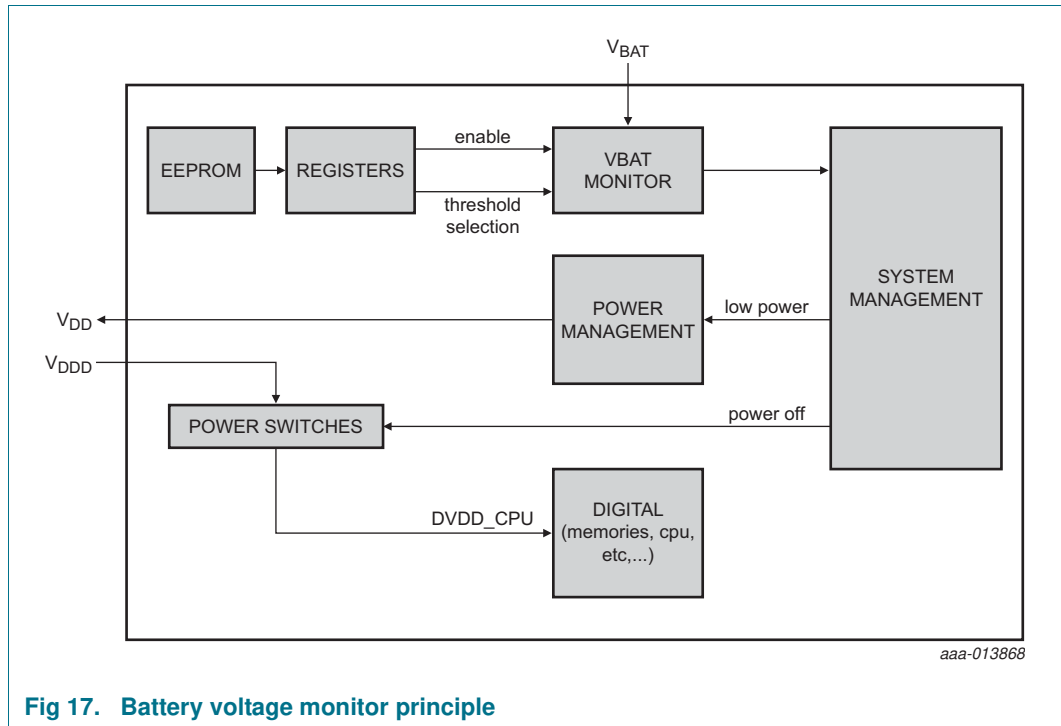 VBAT
EEPROM
REGISTERS
enable
threshold
selection
VBAT
MONITOR
SYSTEM
MANAGEMENT
POWER
MANAGEMENT
low power
VDD
VDDD
POWER SWITCHES
power off
DVDD_CPU
DIGITAL
(memories, cpu,
etc,...)
aaa-013868
Fig 17. Battery voltage monitor principle